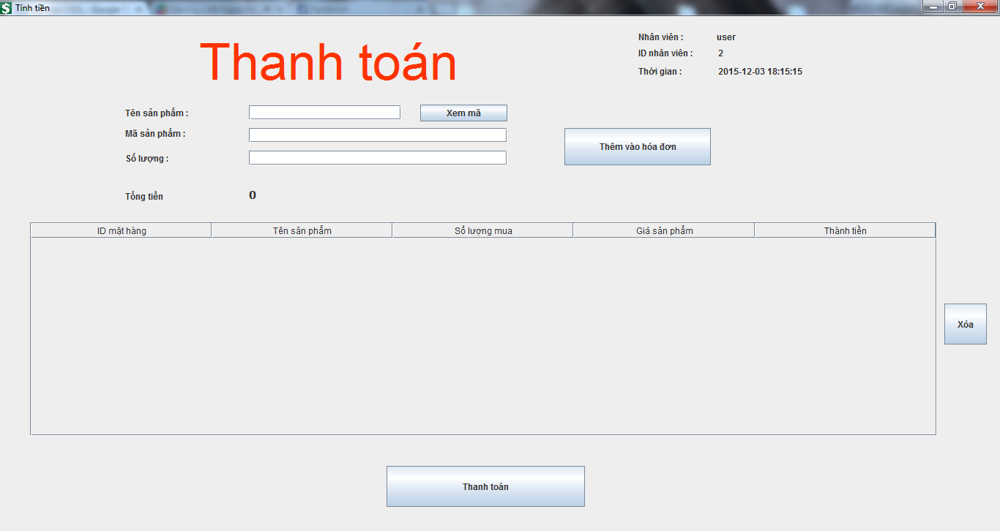 Tính tiền
Thanh toán
Nhân viên : user
ID nhân viên : 2
Thời gian : 2015-12-03 18:15:15
Tên sản phẩm : Xem mã
Mã sản phẩm :
Thêm vào hóa đơn
Số lượng :
Tổng tiền 0
ID mặt hàng Tên sản phẩm Số lượng mua Giá sản phẩm Thành tiền
Xóa
Thanh toán